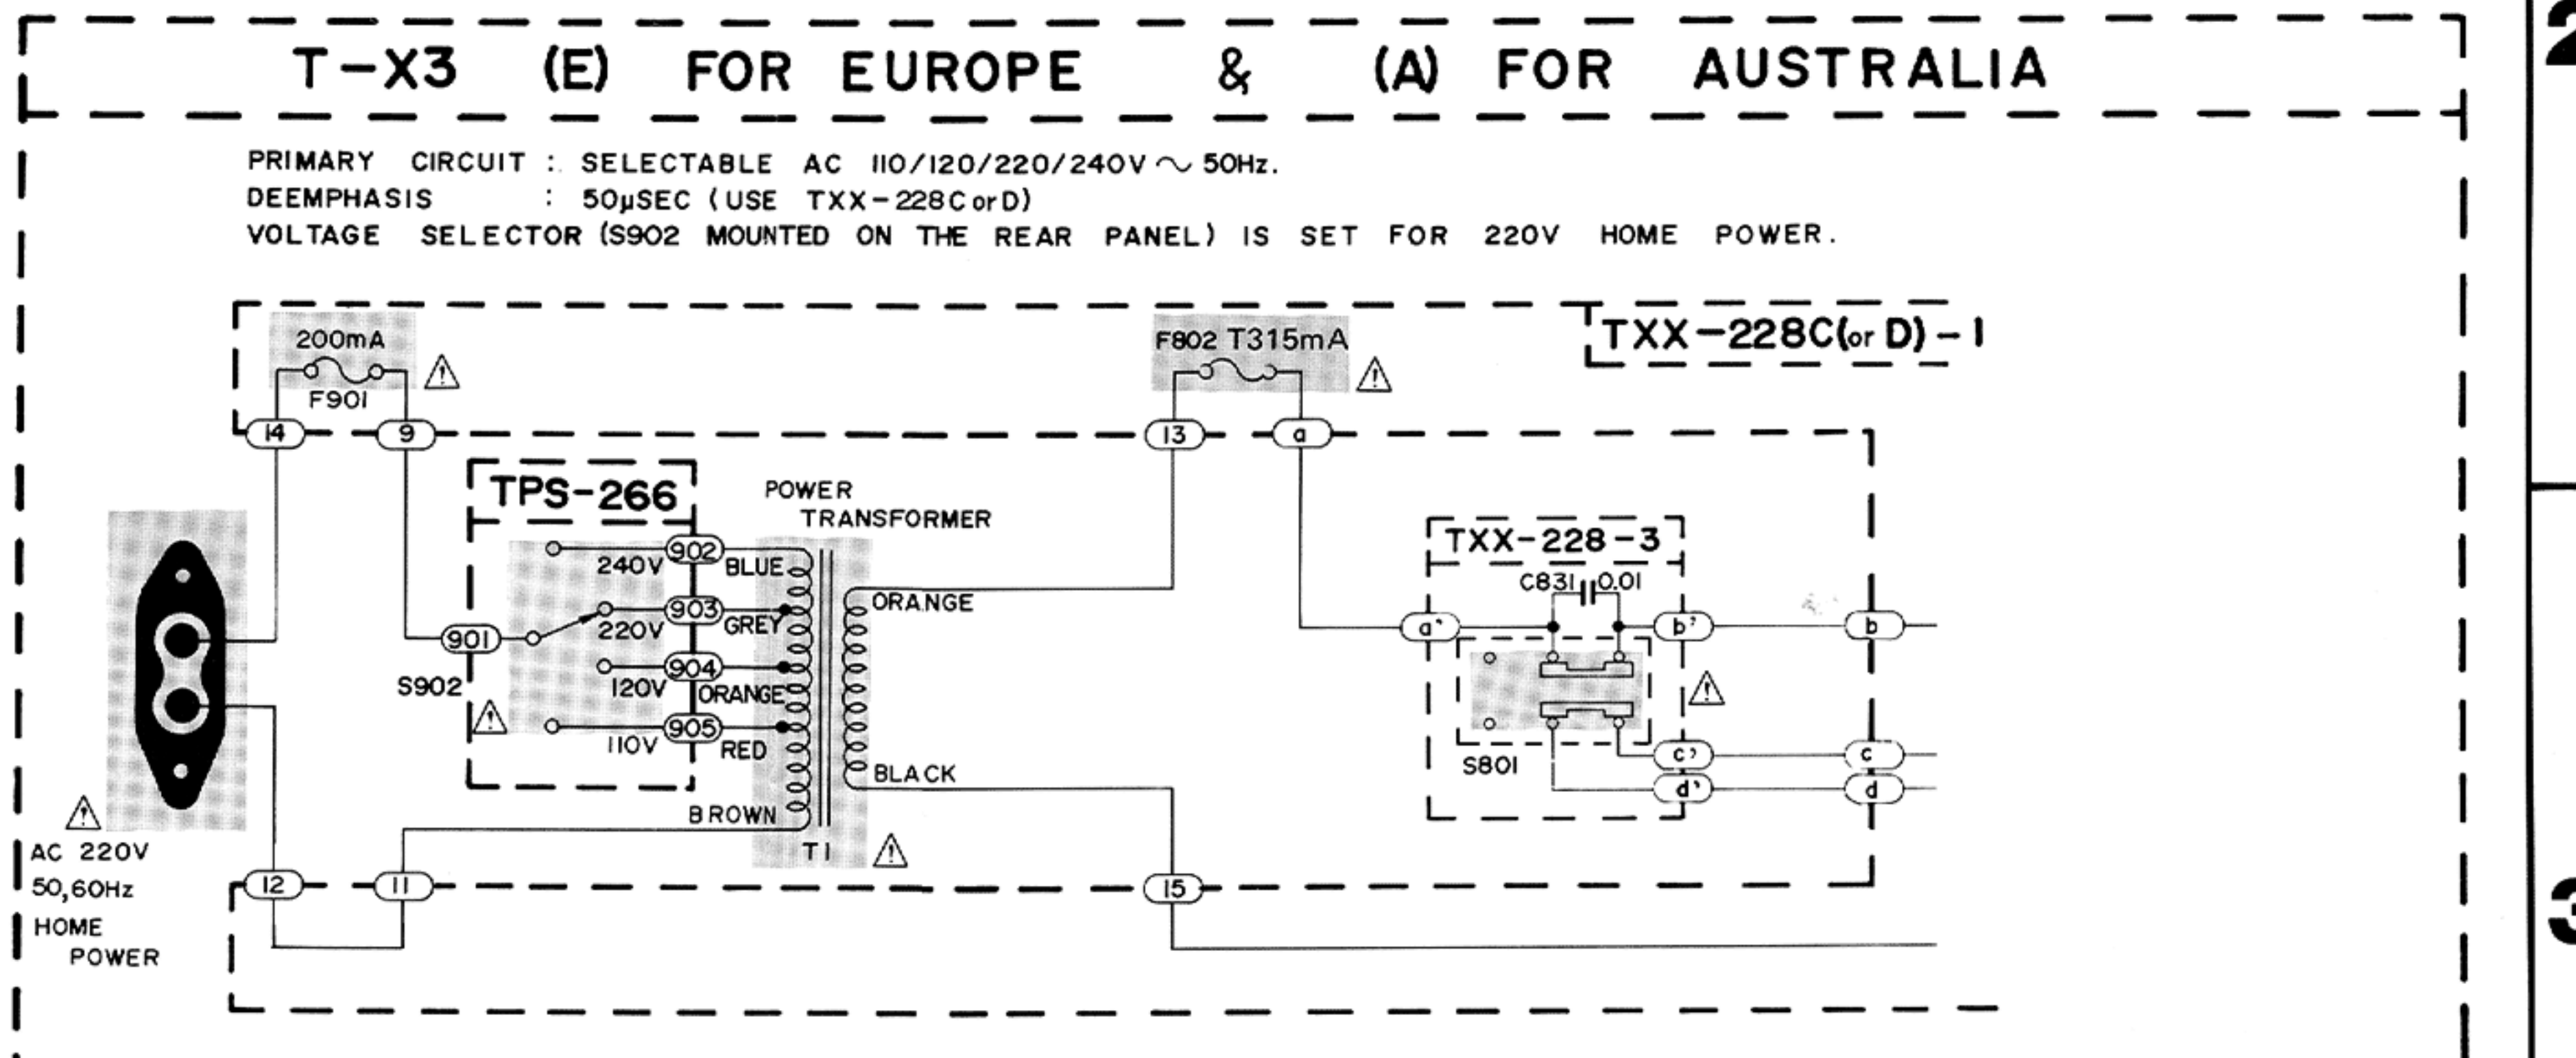 T-X3 (E) FOR EUROPE & (A) FOR AUSTRALIA
PRIMARY CIRCUIT : SELECTABLE AC 110/120/220/240V ~ 50Hz.
DEEMPHASIS : 50μSEC (USE TXX-228C or D)
VOLTAGE SELECTOR (S902 MOUNTED ON THE REAR PANEL) IS SET FOR 220V HOME POWER.
TXX-228C(or D)-1
200mA
F901
F802 T315mA
14
9
13
a
TPS-266
POWER
TRANSFORMER
902
240V
BLUE
903
220V
GREY
904
120V
ORANGE
905
110V
RED
901
S902
ORANGE
BLACK
BROWN
T1
TXX-228-3
C831 0.01
a'
b'
b
S801
c'
c
d'
d
AC 220V
50,60Hz
HOME
POWER
12
11
15
2
3